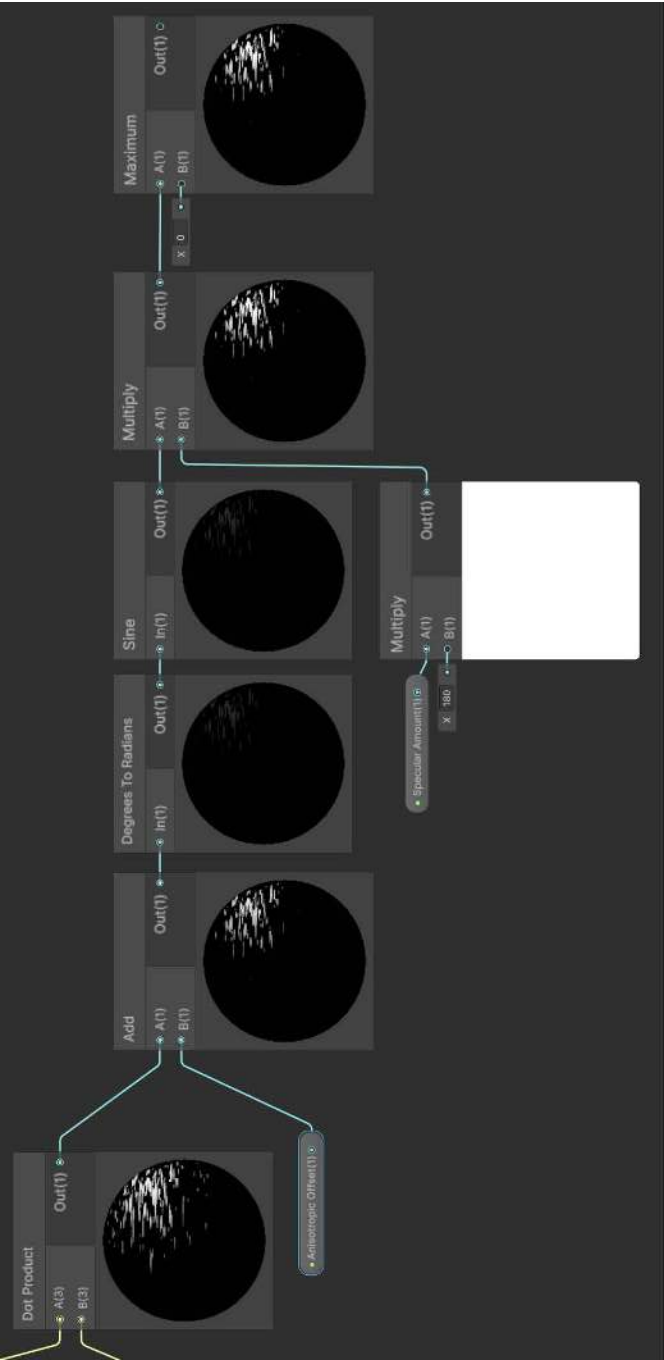 Dot Product
A(3)
Out(1)
B(3)
Anisotropic Offset(1)
Add
A(1)
Out(1)
B(1)
Degrees To Radians
In(1)
Out(1)
Sine
In(1)
Out(1)
Specular Amount(1)
X 180
Multiply
A(1)
Out(1)
B(1)
Multiply
A(1)
Out(1)
B(1)
X 0
Maximum
A(1)
Out(1)
B(1)